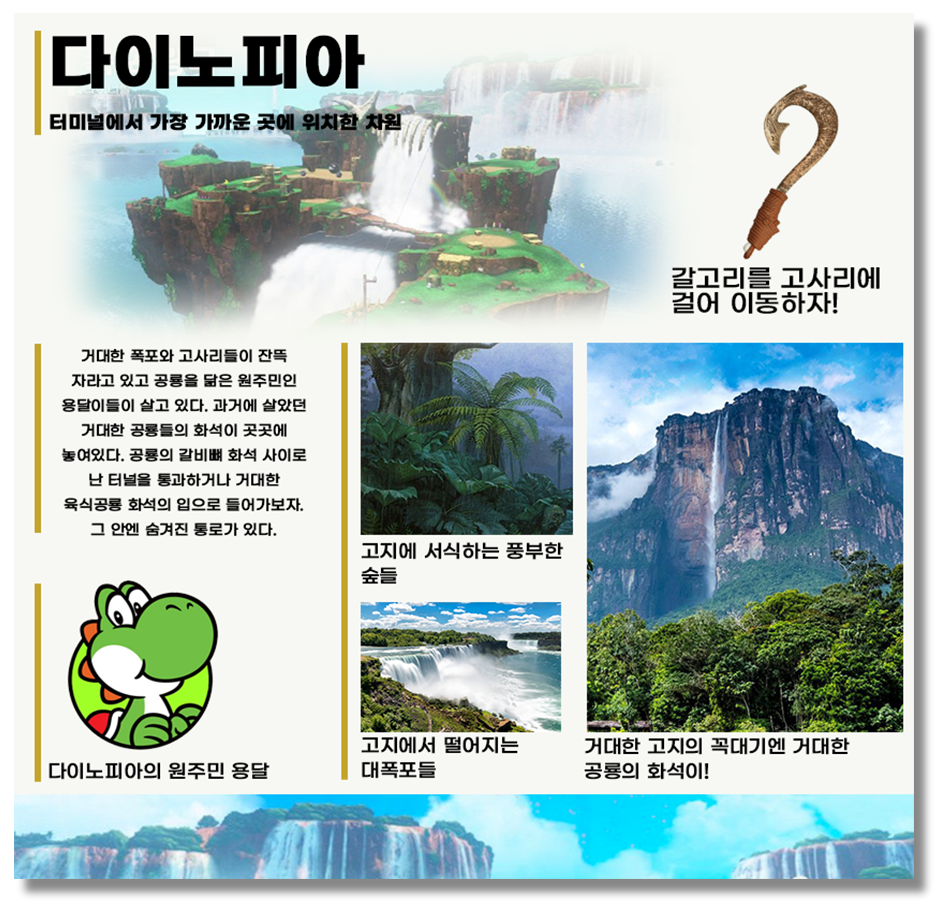 다이노피아
터미널에서 가장 가까운 곳에 위치한 차원
갈고리를 고사리에
걸어 이동하자!
거대한 폭포와 고사리들이 잔뜩
자라고 있고 공룡을 닮은 원주민인
용달이들이 살고 있다. 과거에 살았던
거대한 공룡들의 화석이 곳곳에
놓여있다. 공룡의 갈비뼈 화석 사이로
난 터널을 통과하거나 거대한
육식공룡 화석의 입으로 들어가보자.
그 안엔 숨겨진 통로가 있다.
다이노피아의 원주민 용달
고지에 서식하는 풍부한
숲들
고지에서 떨어지는
대폭포들
거대한 고지의 꼭대기엔 거대한
공룡의 화석이!